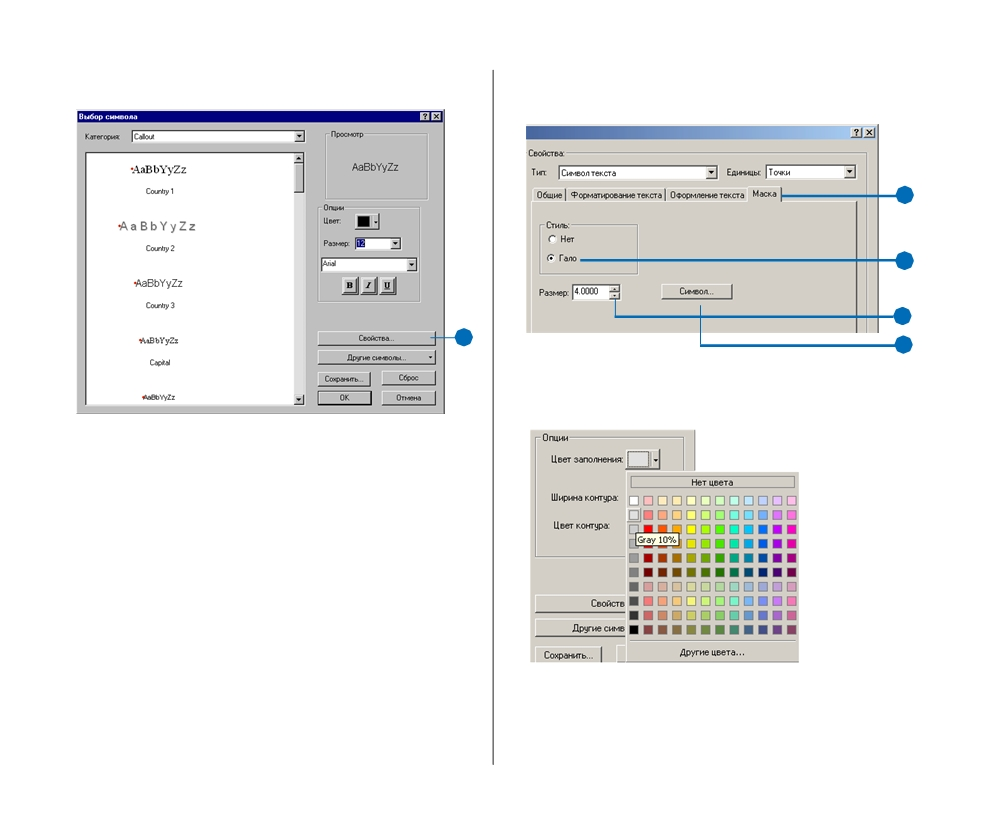 Выбор символа
Категория: Callout
AaBbYyZz
Country 1
AaBbYyZz
Country 2
AaBbYyZz
Country 3
AaBbYyZz
Capital
AaBbYyZz
Просмотр
AaBbYyZz
Опции
Цвет:
Размер: 12
Arial
B I U
Свойства...
Другие символы...
Сохранить... Сброс
OK Отмена
Свойства:
Тип: Символ текста Единицы: Точки
Общие Форматирование текста Оформление текста Маска
Стиль:
Нет
Гало
Размер: 4.0000 Символ...
Опции
Цвет заполнения:
Нет цвета
Ширина контура:
Цвет контура:
Gray 10%
Свойств
Другие симв
Сохранить...
Другие цвета...